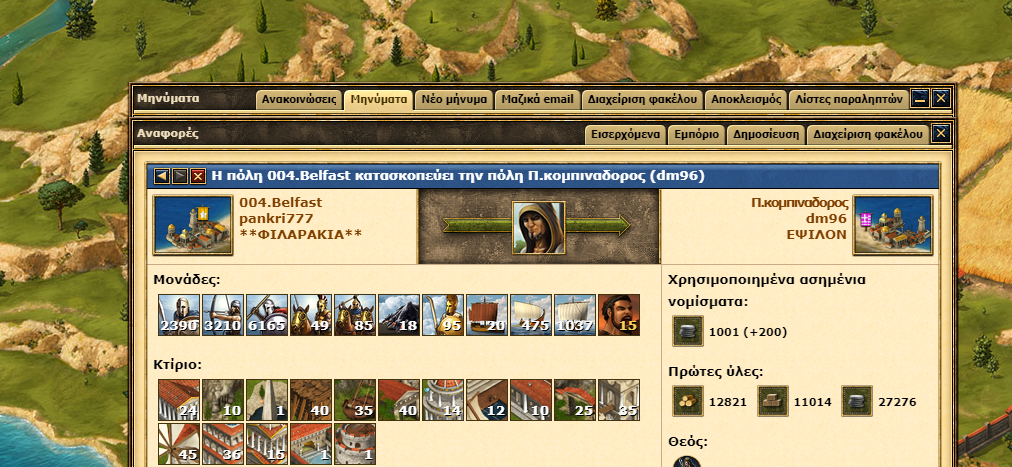 Μηνύματα
Ανακοινώσεις Μηνύματα Νέο μήνυμα Μαζικά email Διαχείριση φακέλου Αποκλεισμός Λίστες παραληπτών
Αναφορές
Εισερχόμενα Εμπόριο Δημοσίευση Διαχείριση φακέλου
Η πόλη 004.Belfast κατασκοπεύει την πόλη Π.κομπιναδορος (dm96)
004.Belfast
pankri777
**ΦΙΛΑΡΑΚΙΑ**
Π.κομπιναδορος
dm96
ΕΨΙΛΟΝ
Μονάδες:
2390 3210 6165 49 85 18 95 20 475 1037 15
Κτίριο:
24 10 1 40 35 40 14 12 10 25 35
45 36 15 1 1
Χρησιμοποιημένα ασημένια
νομίσματα:
1001 (+200)
Πρώτες ύλες:
12821 11014 27276
Θεός: